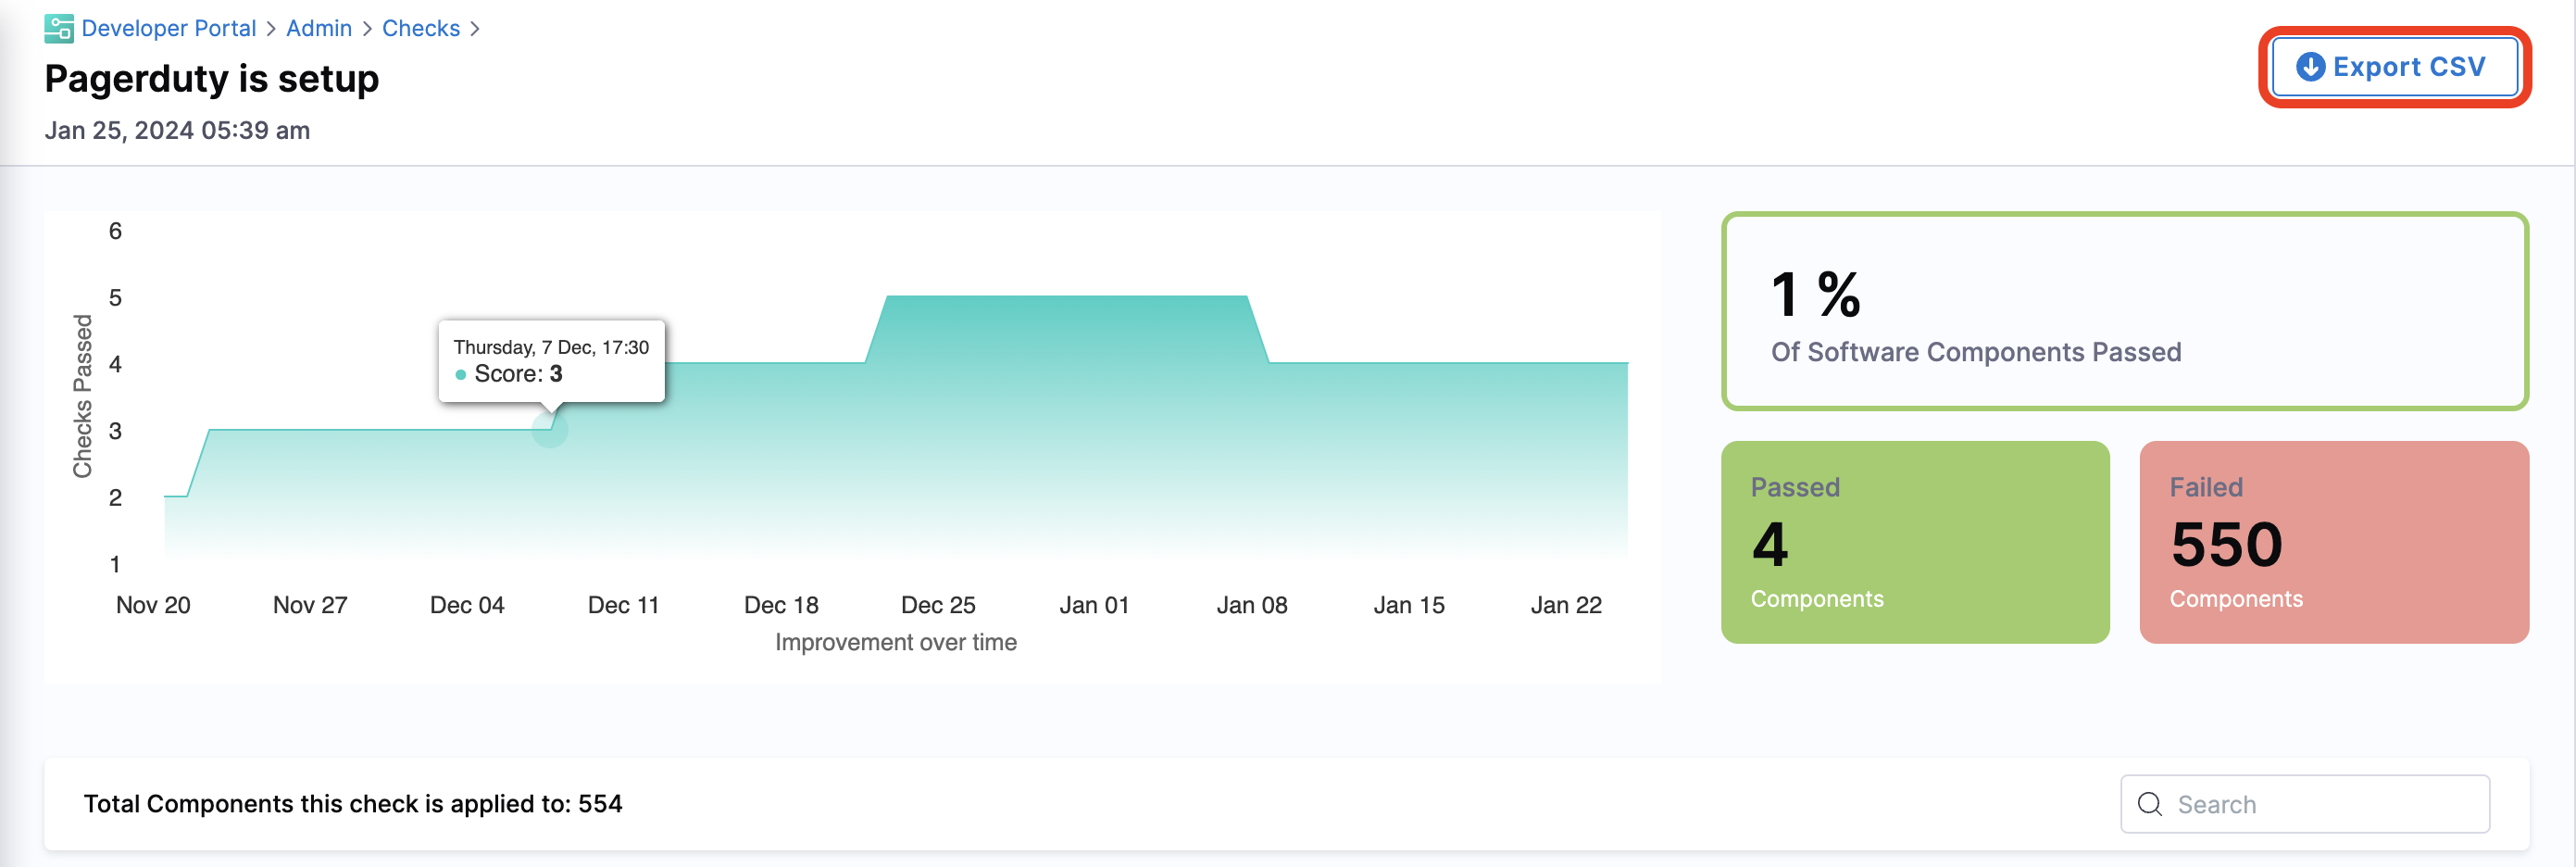 Developer Portal > Admin > Checks >
Pagerduty is setup
Jan 25, 2024 05:39 am
Export CSV
6
5
4
3
2
1
Checks Passed
Thursday, 7 Dec, 17:30
Score: 3
Nov 20 Nov 27 Dec 04 Dec 11 Dec 18 Dec 25 Jan 01 Jan 08 Jan 15 Jan 22
Improvement over time
1 %
Of Software Components Passed
Passed
4
Components
Failed
550
Components
Total Components this check is applied to: 554
Search